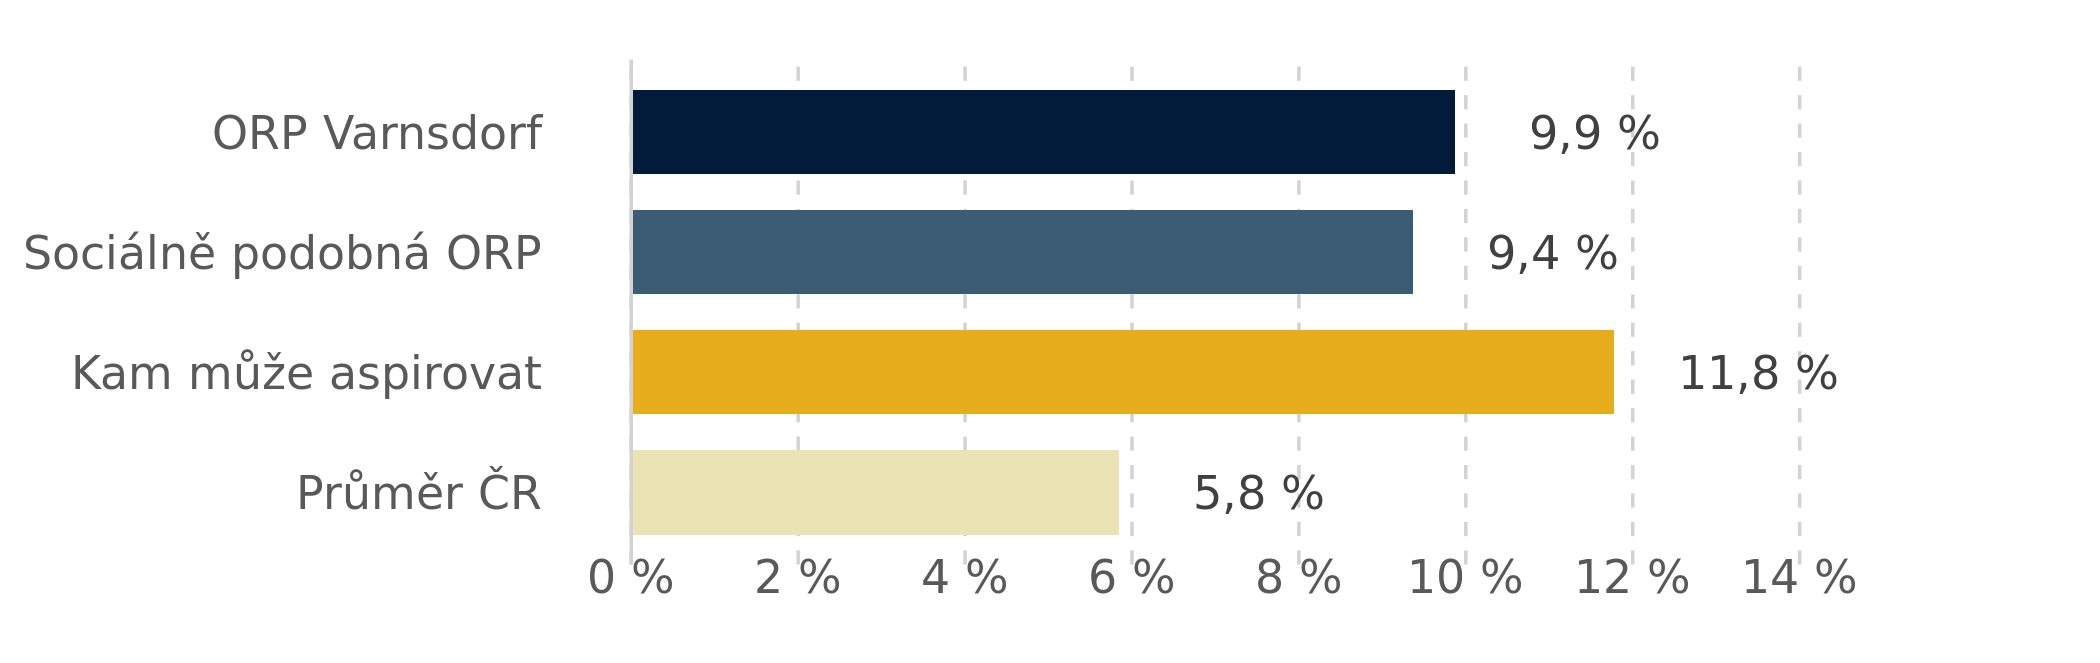 ORP Varnsdorf
9,9 %
Sociálně podobná ORP
9,4 %
Kam může aspirovat
11,8 %
Průměr ČR
5,8 %
0 % 2 % 4 % 6 % 8 % 10 % 12 % 14 %